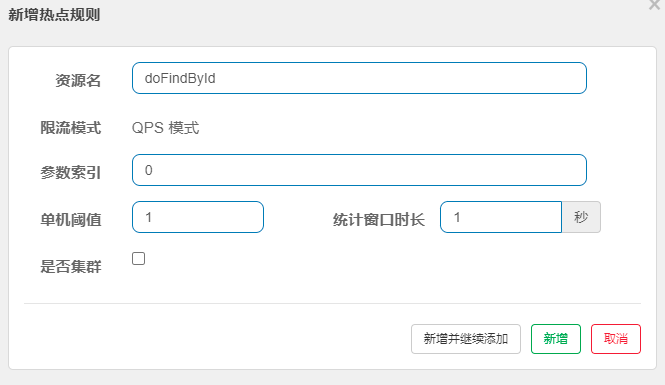 新增热点规则
×
资源名 doFindById
限流模式 QPS 模式
参数索引 0
单机阈值 1 统计窗口时长 1 秒
是否集群
新增并继续添加 新增 取消